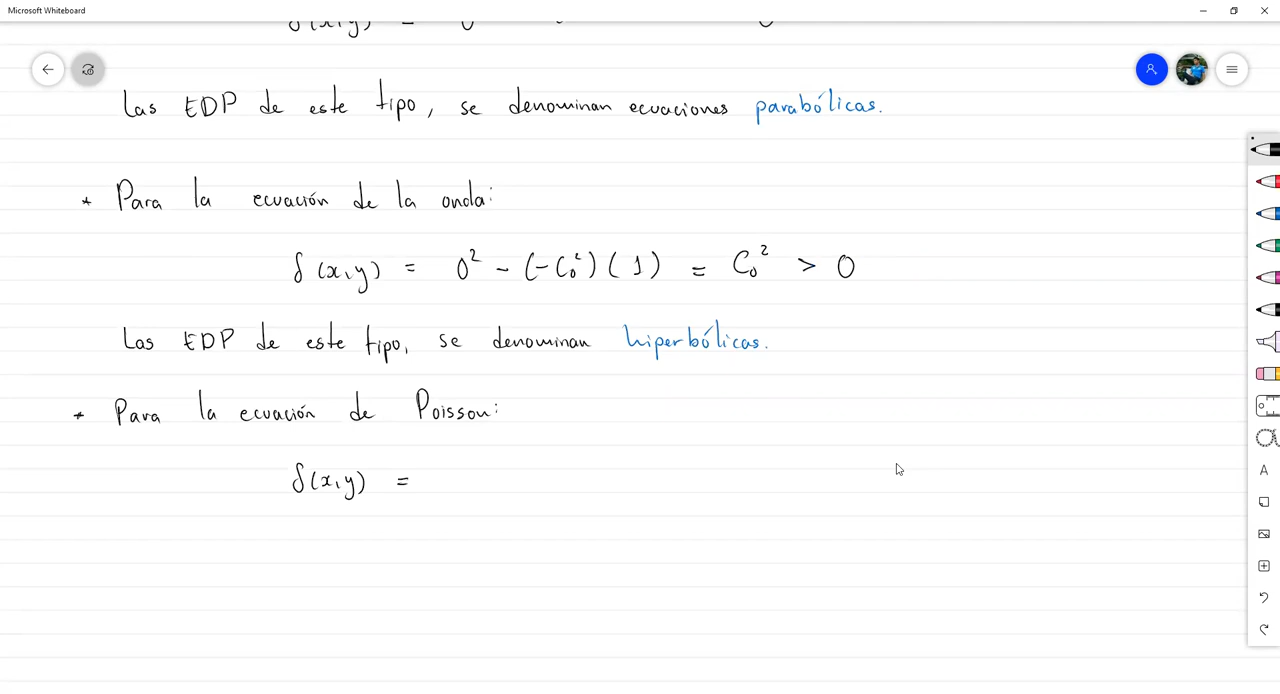 Microsoft Whiteboard
δ(x,y) = 0
Las EDP de este tipo, se denominan ecuaciones parabólicas.
* Para la ecuación de la onda:
δ(x,y) = 0² - (-C₀²)(1) = C₀² > 0
Las EDP de este tipo, se denominan hiperbólicas.
* Para la ecuación de Poisson:
δ(x,y) =
A